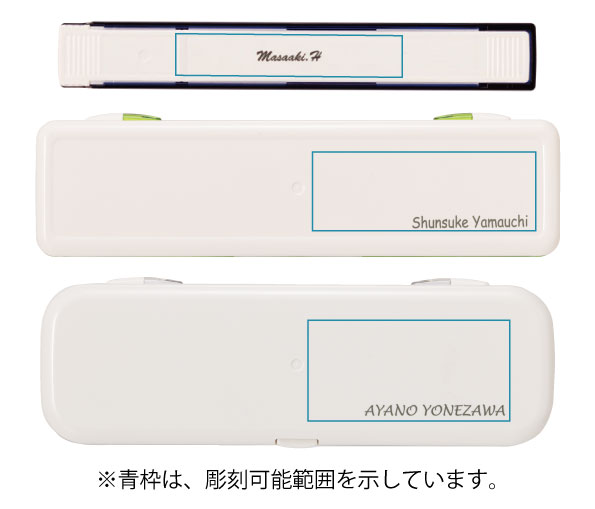 Masaaki.H
Shunsuke Yamauchi
AYANO YONEZAWA
※青枠は、彫刻可能範囲を示しています。